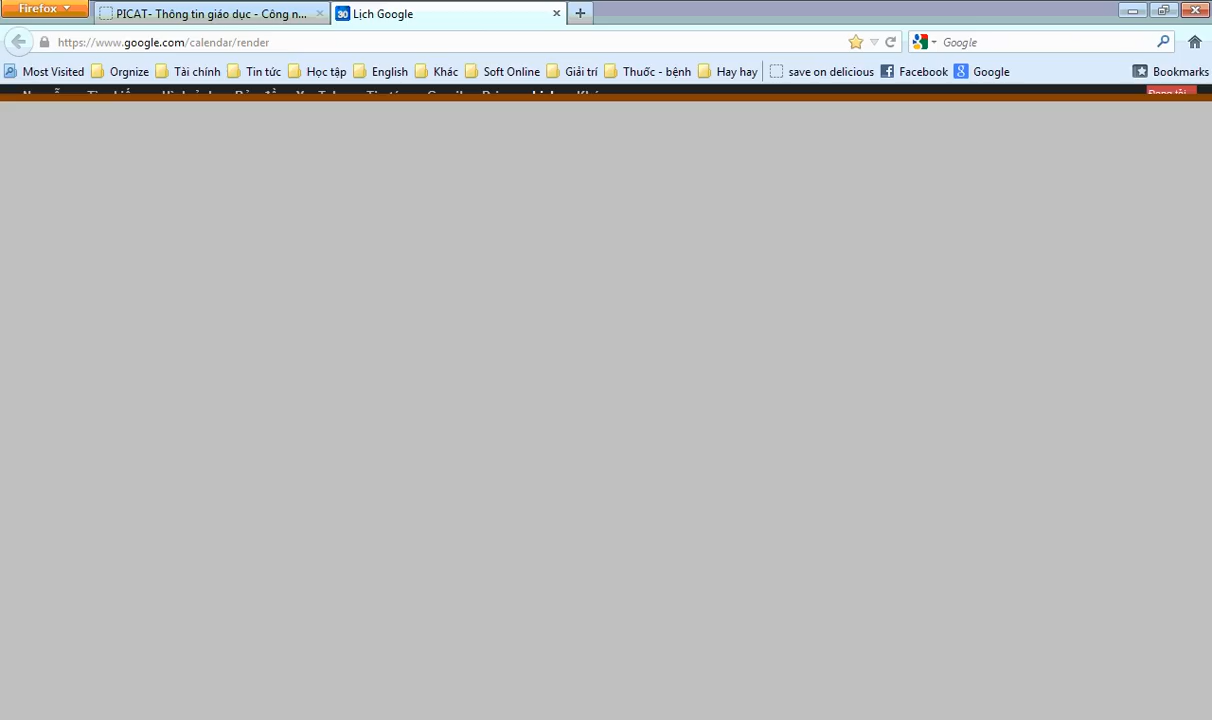 Firefox
PICAT- Thông tin giáo dục - Công n...
30 Lịch Google
https://www.google.com/calendar/render
Google
Most Visited Orgnize Tài chính Tin tức Học tập English Khác Soft Online Giải trí Thuốc - bệnh Hay hay save on delicious Facebook Google Bookmarks